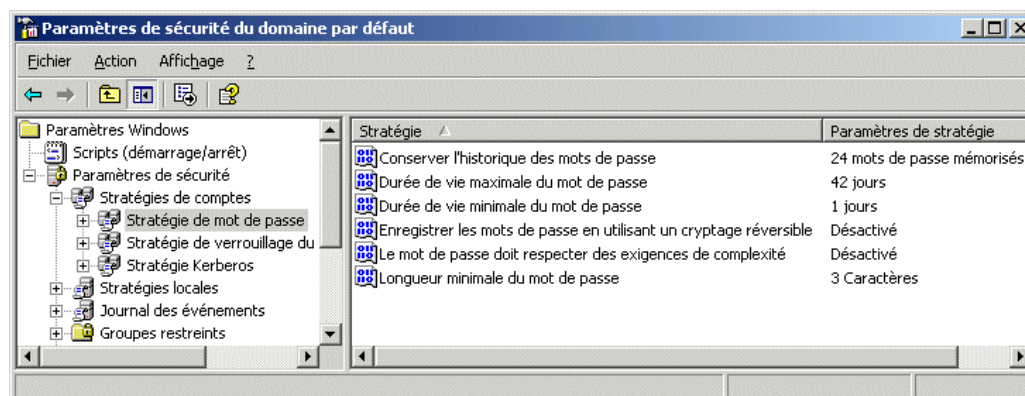 Paramètres de sécurité du domaine par défaut
Fichier Action Affichage ?
Paramètres Windows
Scripts (démarrage/arrêt)
Paramètres de sécurité
Stratégies de comptes
Stratégie de mot de passe
Stratégie de verrouillage du
Stratégie Kerberos
Stratégies locales
Journal des événements
Groupes restreints
Stratégie Paramètres de stratégie
Conserver l'historique des mots de passe 24 mots de passe mémorisés
Durée de vie maximale du mot de passe 42 jours
Durée de vie minimale du mot de passe 1 jours
Enregistrer les mots de passe en utilisant un cryptage réversible Désactivé
Le mot de passe doit respecter des exigences de complexité Désactivé
Longueur minimale du mot de passe 3 Caractères